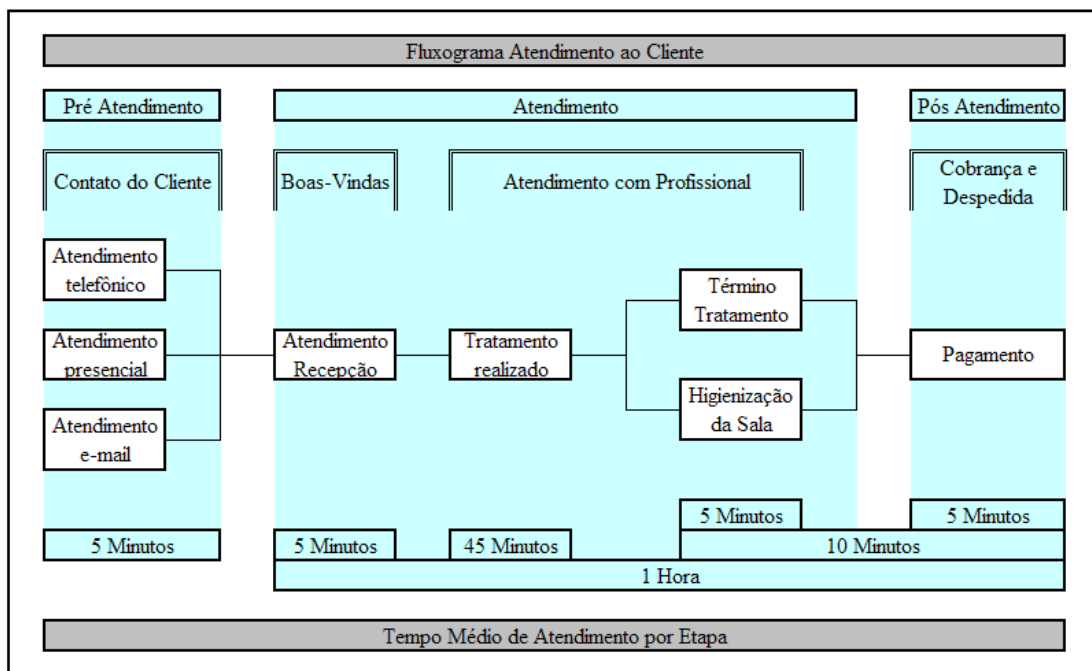 Fluxograma Atendimento ao Cliente
Pré Atendimento
Atendimento
Pós Atendimento
Contato do Cliente
Boas-Vindas
Atendimento com Profissional
Cobrança e
Despedida
Atendimento
telefônico
Atendimento
presencial
Atendimento
e-mail
Atendimento
Recepção
Tratamento
realizado
Término
Tratamento
Higienização
da Sala
Pagamento
5 Minutos
5 Minutos
5 Minutos
5 Minutos
45 Minutos
10 Minutos
1 Hora
Tempo Médio de Atendimento por Etapa